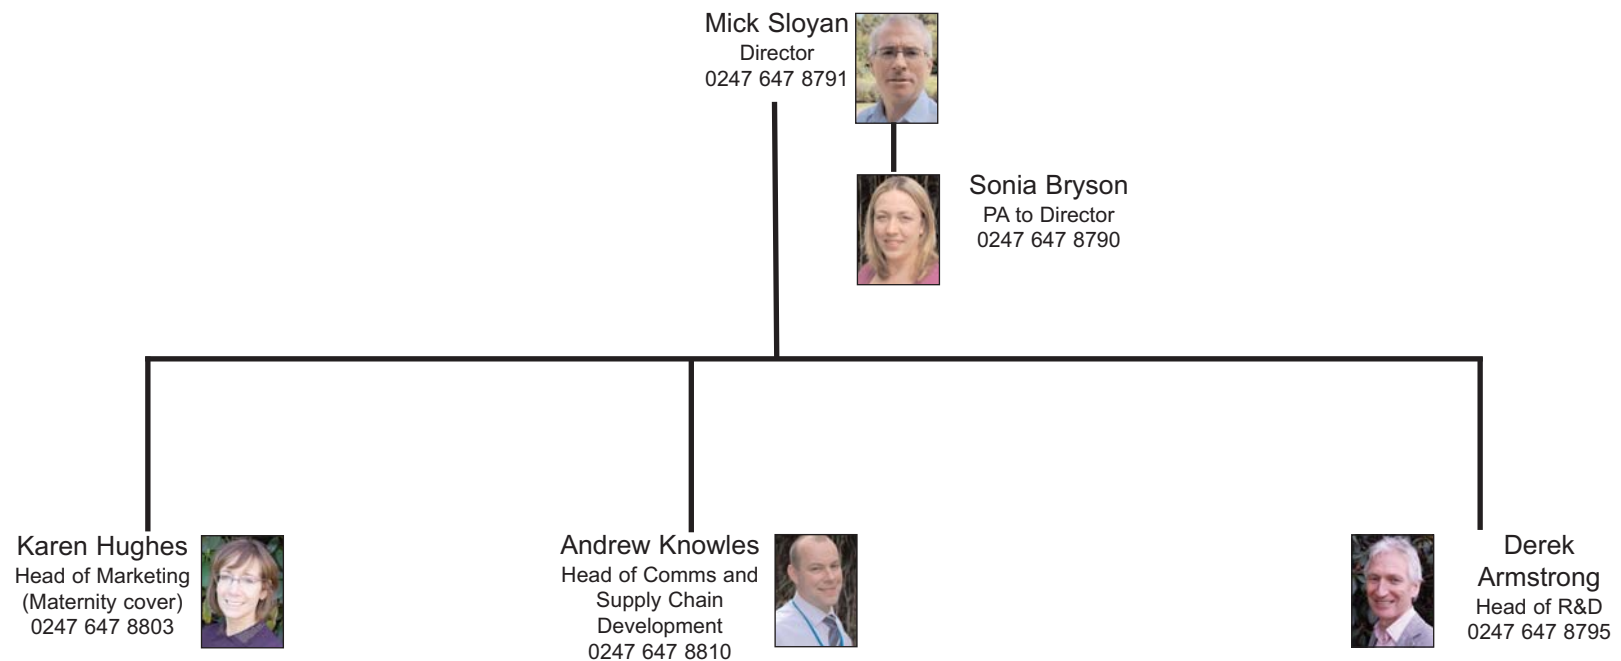 Mick Sloyan
Director
0247 647 8791
Sonia Bryson
PA to Director
0247 647 8790
Karen Hughes
Head of Marketing
(Maternity cover)
0247 647 8803
Andrew Knowles
Head of Comms and
Supply Chain
Development
0247 647 8810
Derek
Armstrong
Head of R&D
0247 647 8795